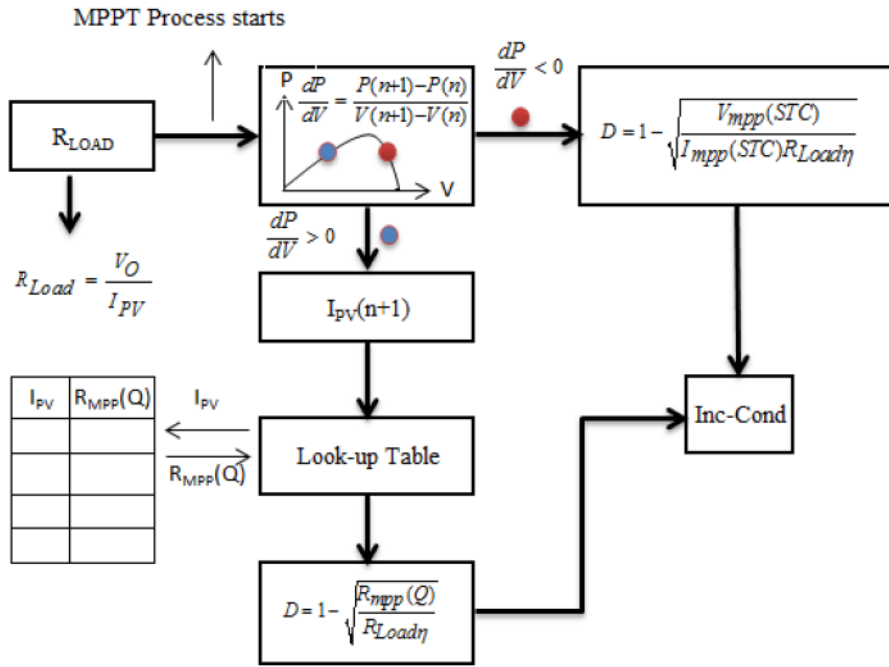 MPPT Process starts
R_LOAD
P
dP/dV = P(n+1)−P(n)/V(n+1)−V(n)
V
dP/dV < 0
D = 1 − √(V_mpp(STC)/I_mpp(STC)R_Loadη)
R_Load = V_O/I_PV
dP/dV > 0
I_PV(n+1)
I_PV R_MPP(Q)
I_PV
R_MPP(Q)
Look-up Table
Inc-Cond
D = 1 − √(R_mpp(Q)/R_Loadη)